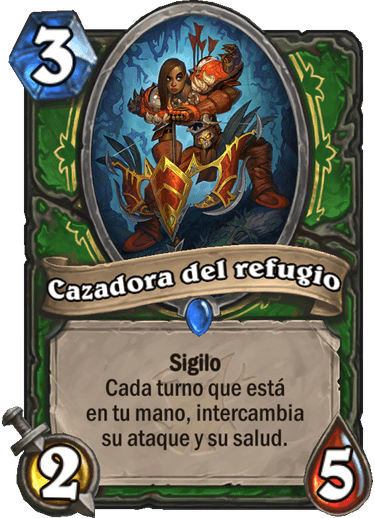 3
Cazadora del refugio
Sigilo
Cada turno que está
en tu mano, intercambia
su ataque y su salud.
2
5